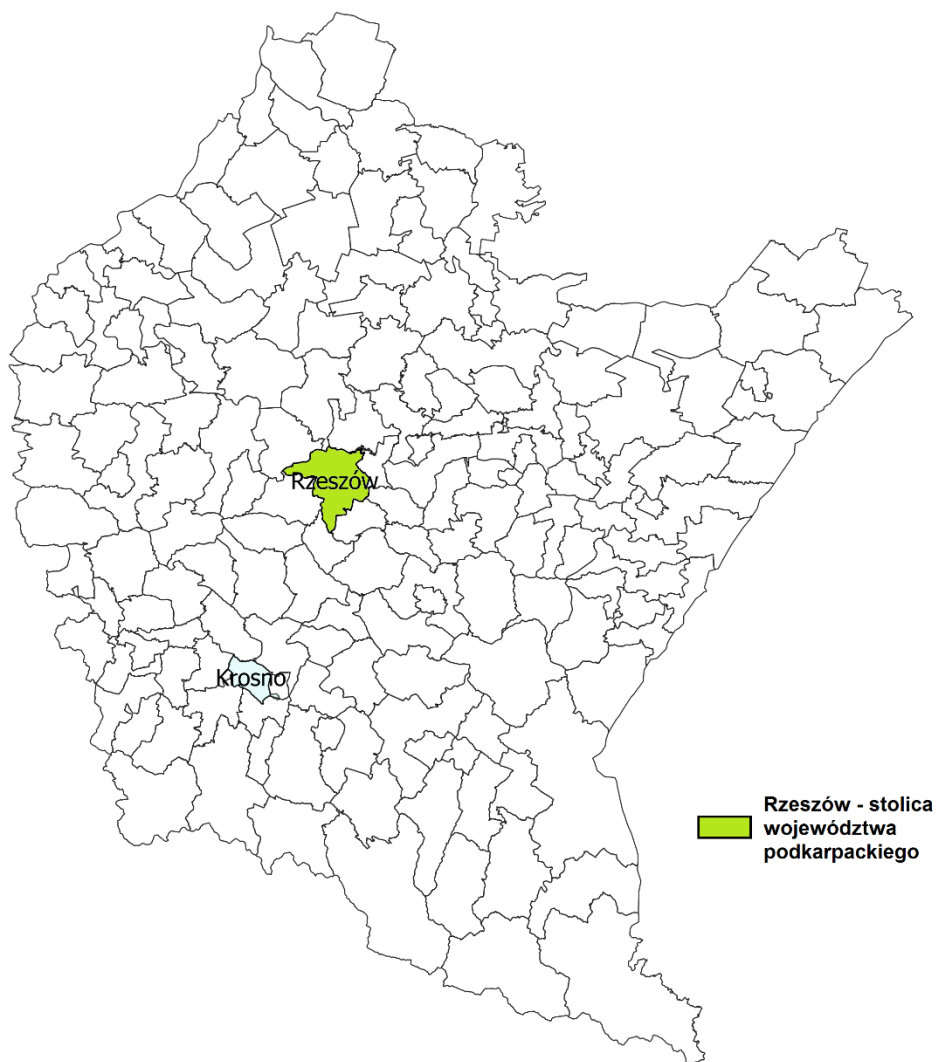 Rzeszów
Krosno
Rzeszów - stolica
województwa
podkarpackiego